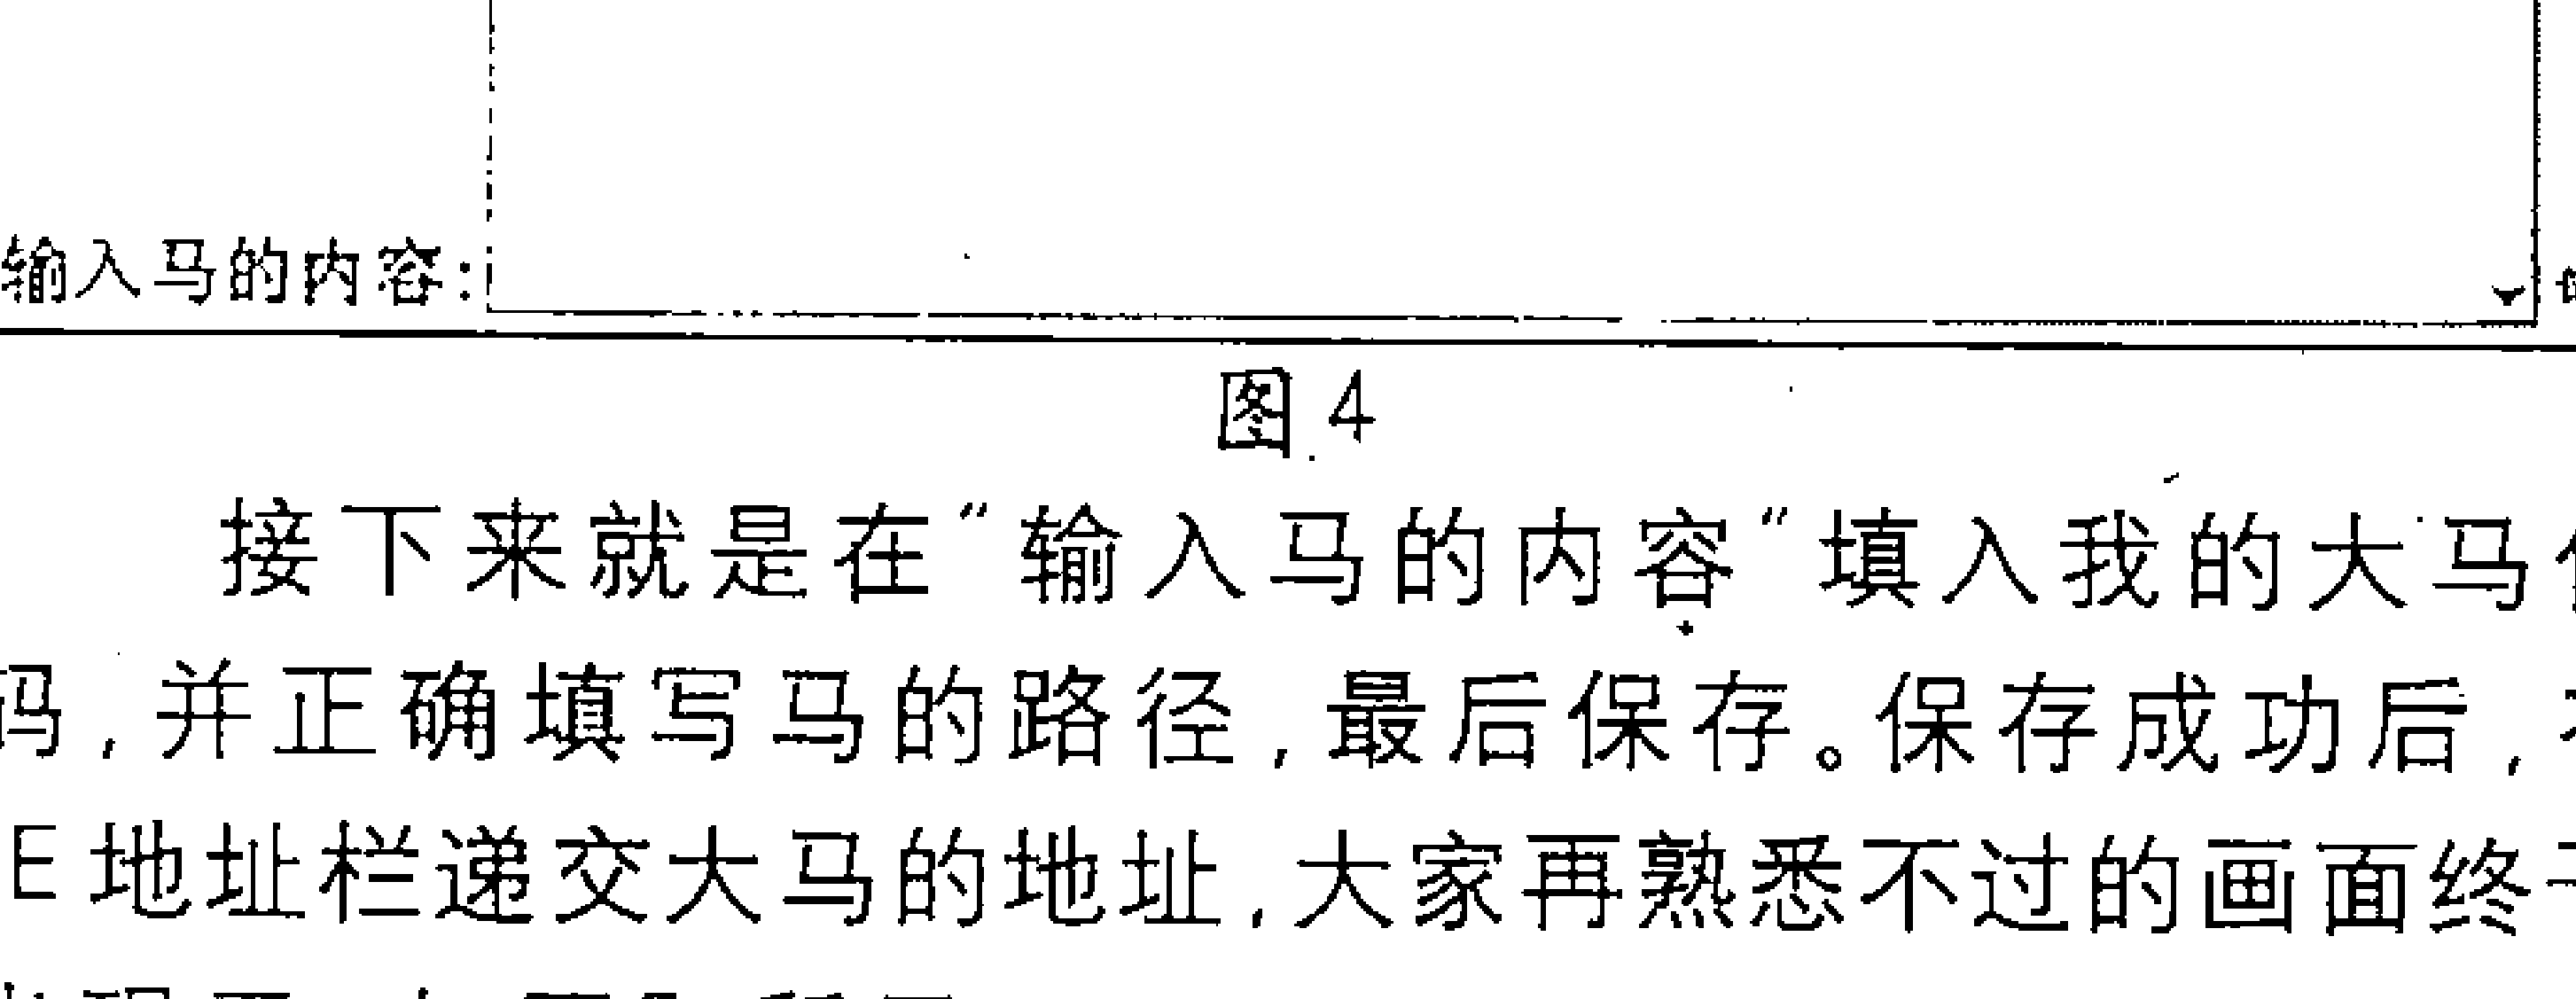 输入马的内容:
图 4
接下来就是在“输入马的内容“填入我的大马
码,并正确填写马的路径,最后保存。保存成功后,
E地址栏递交大马的地址,大家再熟悉不过的画面终